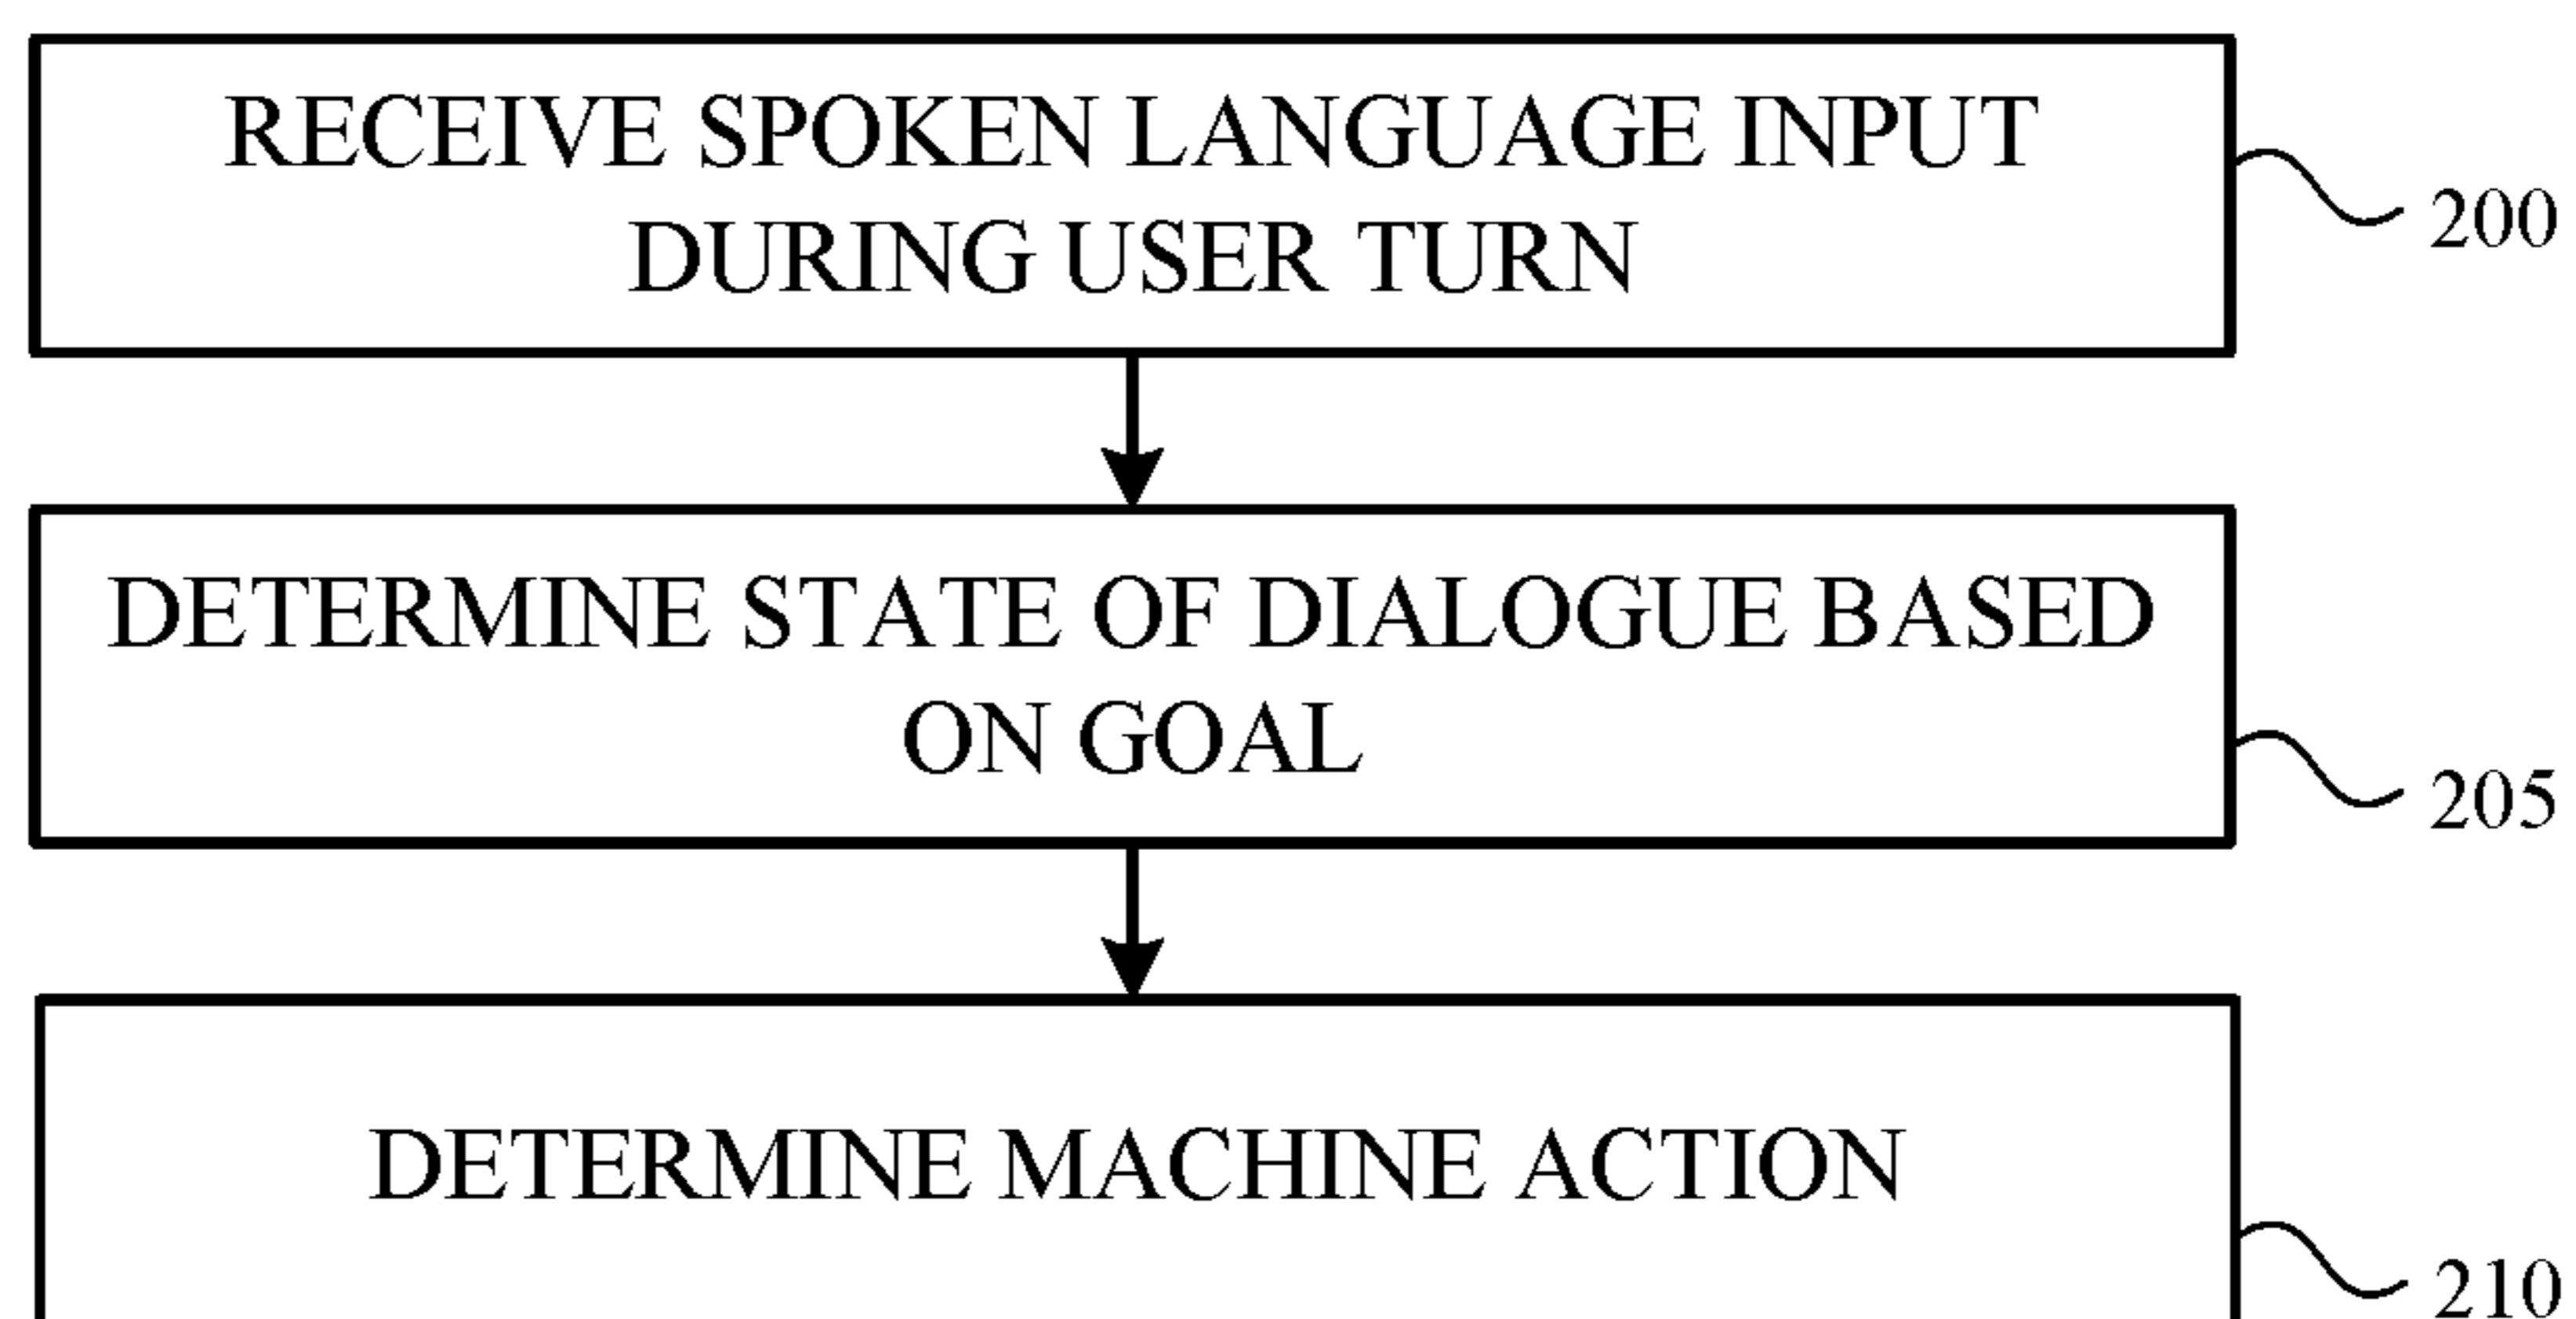 RECEIVE SPOKEN LANGUAGE INPUT
DURING USER TURN
200
DETERMINE STATE OF DIALOGUE BASED
ON GOAL
205
DETERMINE MACHINE ACTION
210